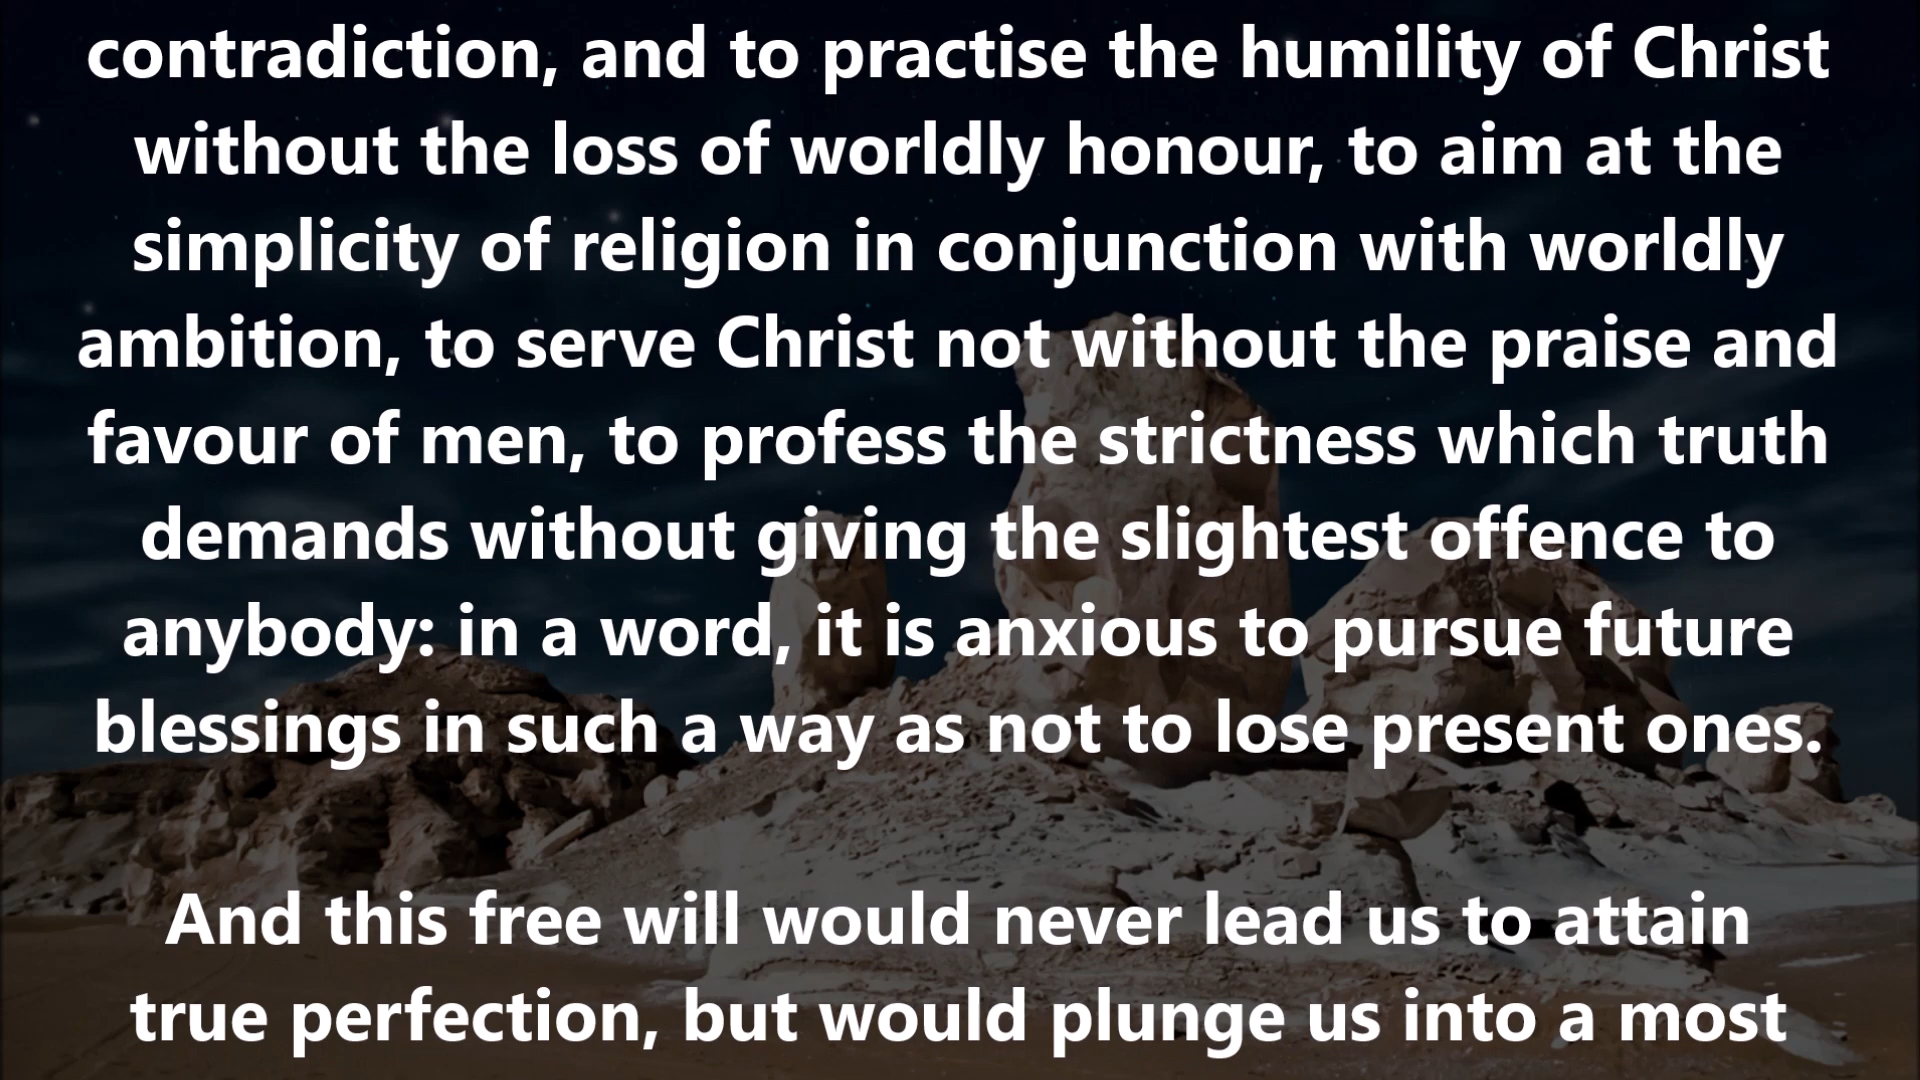 contradiction, and to practise the humility of Christ
without the loss of worldly honour, to aim at the
simplicity of religion in conjunction with worldly
ambition, to serve Christ not without the praise and
favour of men, to profess the strictness which truth
demands without giving the slightest offence to
anybody: in a word, it is anxious to pursue future
blessings in such a way as not to lose present ones.
And this free will would never lead us to attain
true perfection, but would plunge us into a most